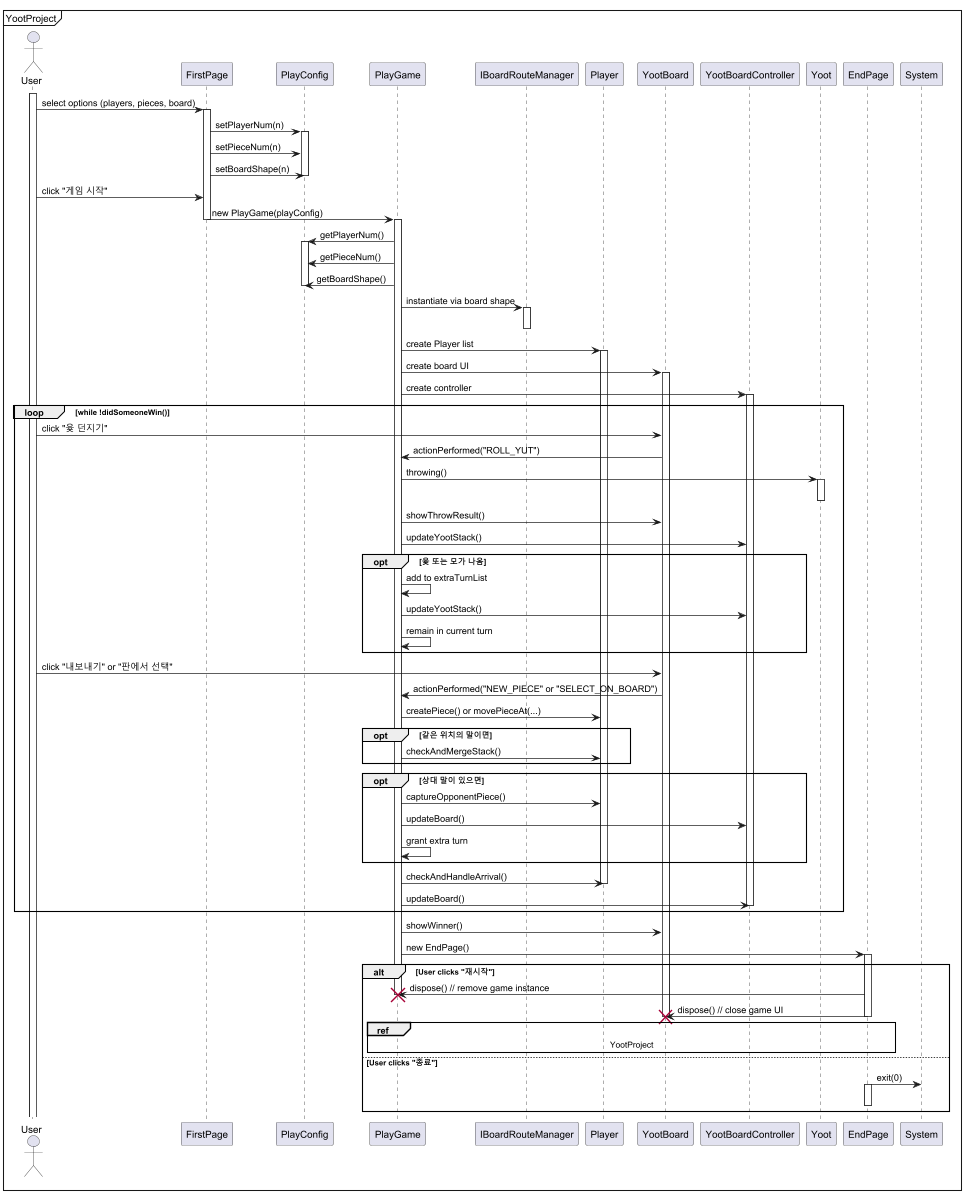 YootProject
User
FirstPage
PlayConfig
PlayGame
IBoardRouteManager
Player
YootBoard
YootBoardController
Yoot
EndPage
System
select options (players, pieces, board)
setPlayerNum(n)
setPieceNum(n)
setBoardShape(n)
click "게임 시작"
new PlayGame(playConfig)
getPlayerNum()
getPieceNum()
getBoardShape()
instantiate via board shape
create Player list
create board UI
create controller
loop [while !didSomeoneWin()]
click "윷 던지기"
actionPerformed("ROLL_YUT")
throwing()
showThrowResult()
updateYootStack()
opt [윷 또는 모가 나옴]
add to extraTurnList
updateYootStack()
remain in current turn
click "내보내기" or "판에서 선택"
actionPerformed("NEW_PIECE" or "SELECT_ON_BOARD")
createPiece() or movePieceAt(...)
opt [같은 위치의 말이면]
checkAndMergeStack()
opt [상대 말이 있으면]
captureOpponentPiece()
updateBoard()
grant extra turn
checkAndHandleArrival()
updateBoard()
showWinner()
new EndPage()
alt [User clicks "재시작"]
dispose() // remove game instance
dispose() // close game UI
ref
YootProject
[User clicks "종료"]
exit(0)
User
FirstPage
PlayConfig
PlayGame
IBoardRouteManager
Player
YootBoard
YootBoardController
Yoot
EndPage
System